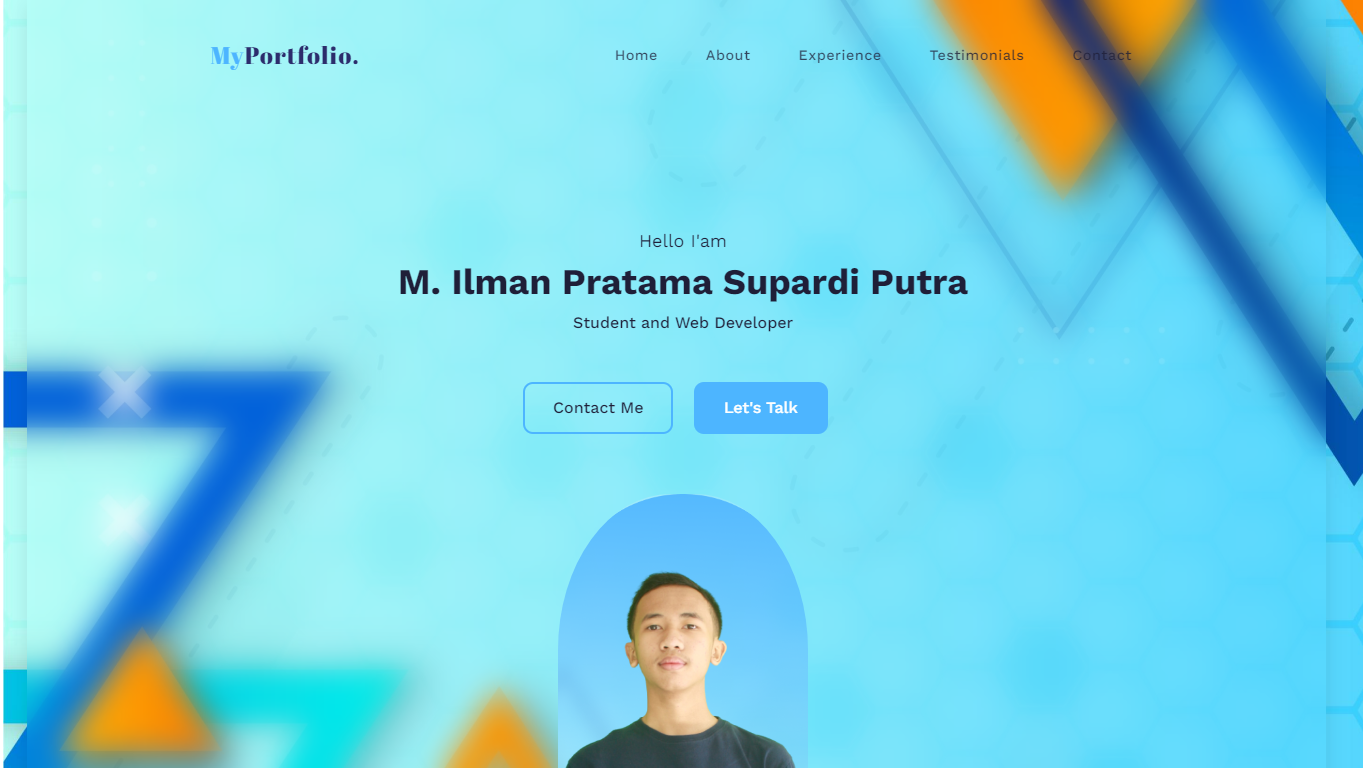 MyPortfolio.
Home About Experience Testimonials Contact
Hello I'am
M. Ilman Pratama Supardi Putra
Student and Web Developer
Contact Me Let's Talk